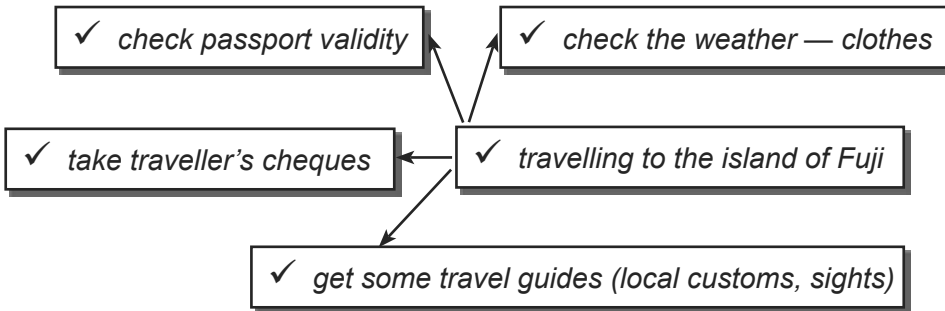 ✓ check passport validity
✓ check the weather — clothes
✓ take traveller's cheques
✓ travelling to the island of Fuji
✓ get some travel guides (local customs, sights)